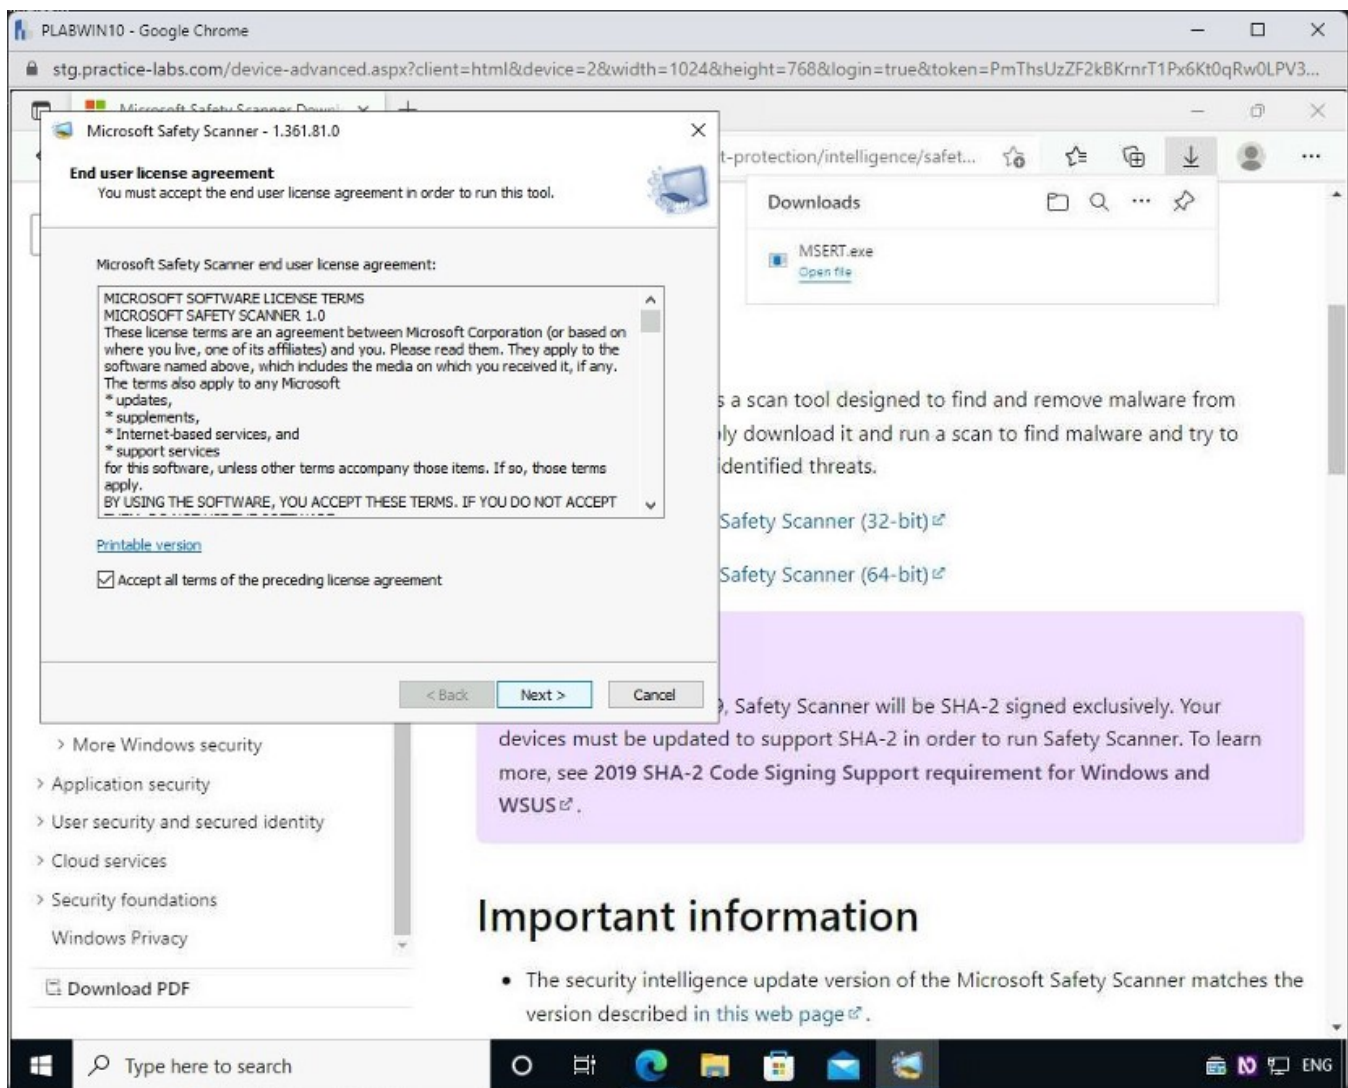 PLABWIN10 - Google Chrome
stg.practice-labs.com/device-advanced.aspx?client=html&device=2&width=1024&height=768&login=true&token=PmThsUzZF2kBKrnrT1Px6Kt0qRw0LPV3...
Microsoft Safety Scanner Downl
Microsoft Safety Scanner - 1.361.81.0
End user license agreement
You must accept the end user license agreement in order to run this tool.
Microsoft Safety Scanner end user license agreement:
MICROSOFT SOFTWARE LICENSE TERMS
MICROSOFT SAFETY SCANNER 1.0
These license terms are an agreement between Microsoft Corporation (or based on
where you live, one of its affiliates) and you. Please read them. They apply to the
software named above, which includes the media on which you received it, if any.
The terms also apply to any Microsoft
* updates,
* supplements,
* Internet-based services, and
* support services
for this software, unless other terms accompany those items. If so, those terms
apply.
BY USING THE SOFTWARE, YOU ACCEPT THESE TERMS. IF YOU DO NOT ACCEPT
Printable version
Accept all terms of the preceding license agreement
< Back
Next >
Cancel
t-protection/intelligence/safet...
Downloads
MSERT.exe
Open file
s a scan tool designed to find and remove malware from
ly download it and run a scan to find malware and try to
identified threats.
Safety Scanner (32-bit)
Safety Scanner (64-bit)
9, Safety Scanner will be SHA-2 signed exclusively. Your
devices must be updated to support SHA-2 in order to run Safety Scanner. To learn
more, see 2019 SHA-2 Code Signing Support requirement for Windows and
WSUS.
More Windows security
Application security
User security and secured identity
Cloud services
Security foundations
Windows Privacy
Download PDF
Important information
• The security intelligence update version of the Microsoft Safety Scanner matches the
version described in this web page.
Type here to search
ENG